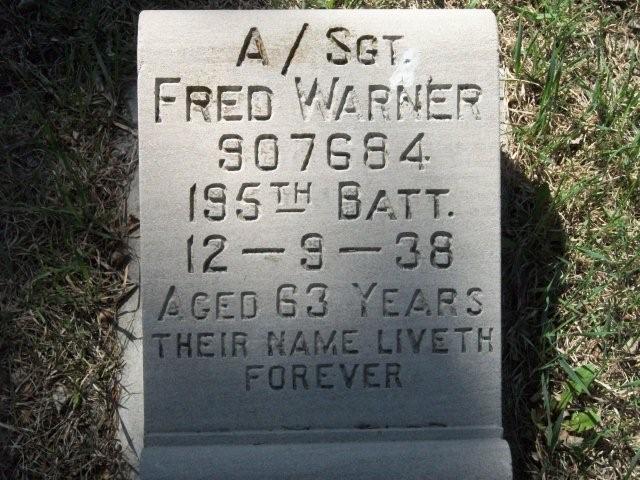 A/SGT.
FRED WARNER
907684
195TH BATT.
12-9-38
AGED 63 YEARS
THEIR NAME LIVETH
FOREVER